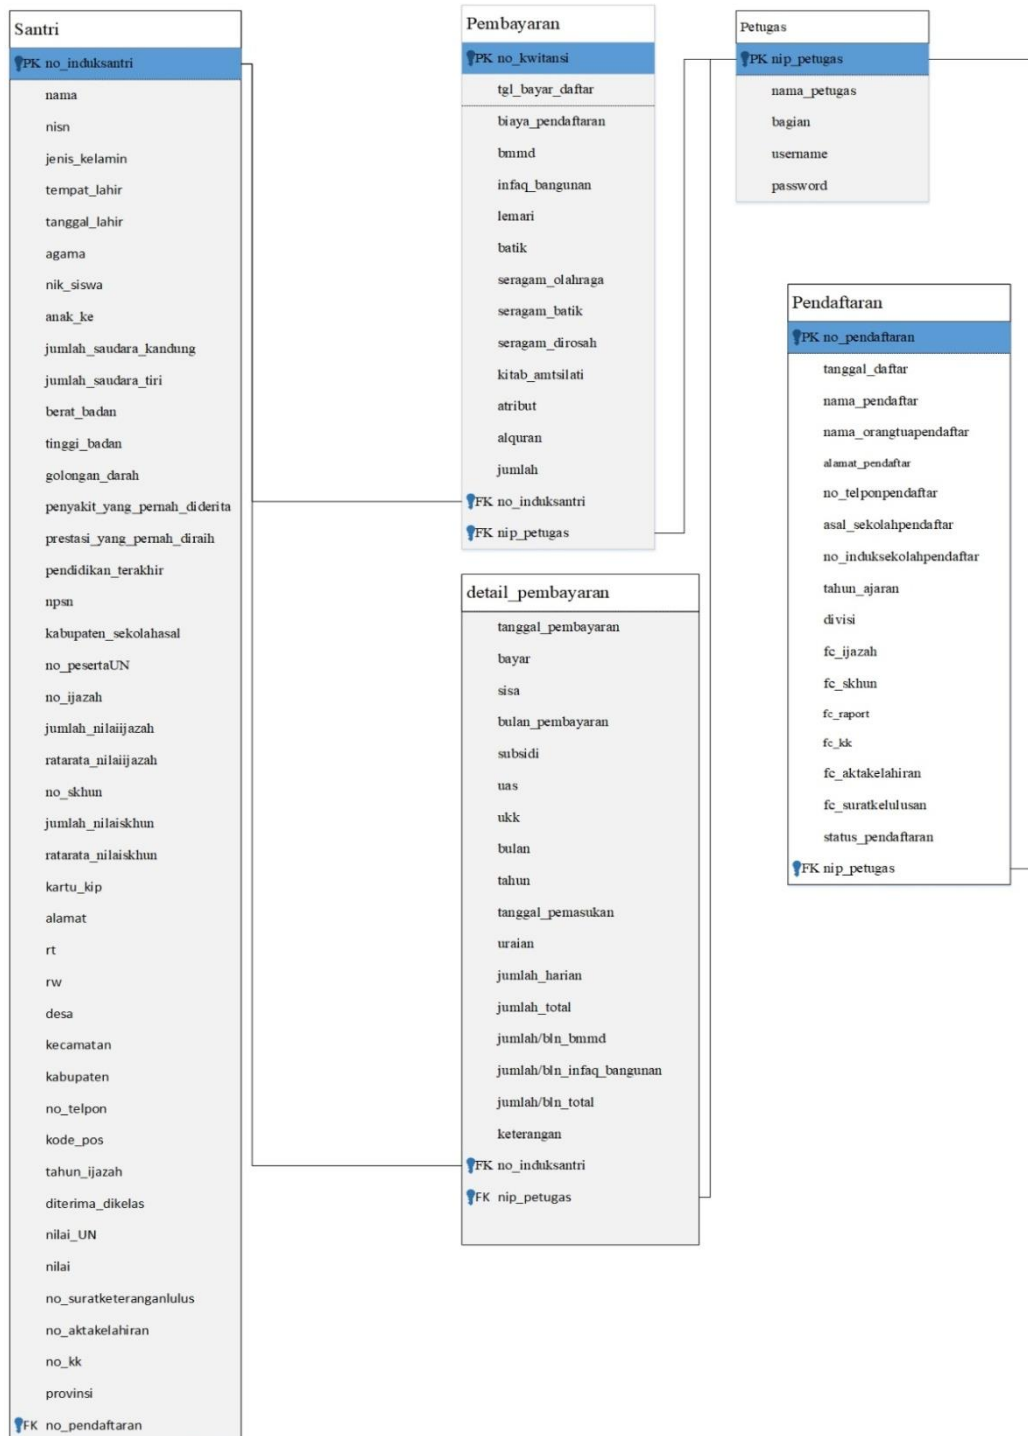 Santri
PK no_induksantri
nama
nisn
jenis_kelamin
tempat_lahir
tanggal_lahir
agama
nik_siswa
anak_ke
jumlah_saudara_kandung
jumlah_saudara_tiri
berat_badan
tinggi_badan
golongan_darah
penyakit_yang_pernah_diderita
prestasi_yang_pernah_diraih
pendidikan_terakhir
npsn
kabupaten_sekolahasal
no_pesertaUN
no_ijazah
jumlah_nilaiijazah
ratarata_nilaiijazah
no_skhun
jumlah_nilaiskhun
ratarata_nilaiskhun
kartu_kip
alamat
rt
rw
desa
kecamatan
kabupaten
no_telpon
kode_pos
tahun_ijazah
diterima_dikelas
nilai_UN
nilai
no_suratketeranganlulus
no_aktakelahiran
no_kk
provinsi
FK no_pendaftaran
Pembayaran
PK no_kwitansi
tgl_bayar_daftar
biaya_pendaftaran
bmmd
infaq_bangunan
lemari
batik
seragam_olahraga
seragam_batik
seragam_dirosah
kitab_amtsilati
atribut
alquran
jumlah
FK no_induksantri
FK nip_petugas
detail_pembayaran
tanggal_pembayaran
bayar
sisa
bulan_pembayaran
subsidi
uas
ukk
bulan
tahun
tanggal_pemasukan
uraian
jumlah_harian
jumlah_total
jumlah/bln_bmmd
jumlah/bln_infaq_bangunan
jumlah/bln_total
keterangan
FK no_induksantri
FK nip_petugas
Petugas
PK nip_petugas
nama_petugas
bagian
username
password
Pendaftaran
PK no_pendaftaran
tanggal_daftar
nama_pendaftar
nama_orangtuapendaftar
alamat_pendaftar
no_telponpendaftar
asal_sekolahpendaftar
no_induksekolahpendaftar
tahun_ajaran
divisi
fc_ijazah
fc_skhun
fc_raport
fc_kk
fc_aktakelahiran
fc_suratkelulusan
status_pendaftaran
FK nip_petugas